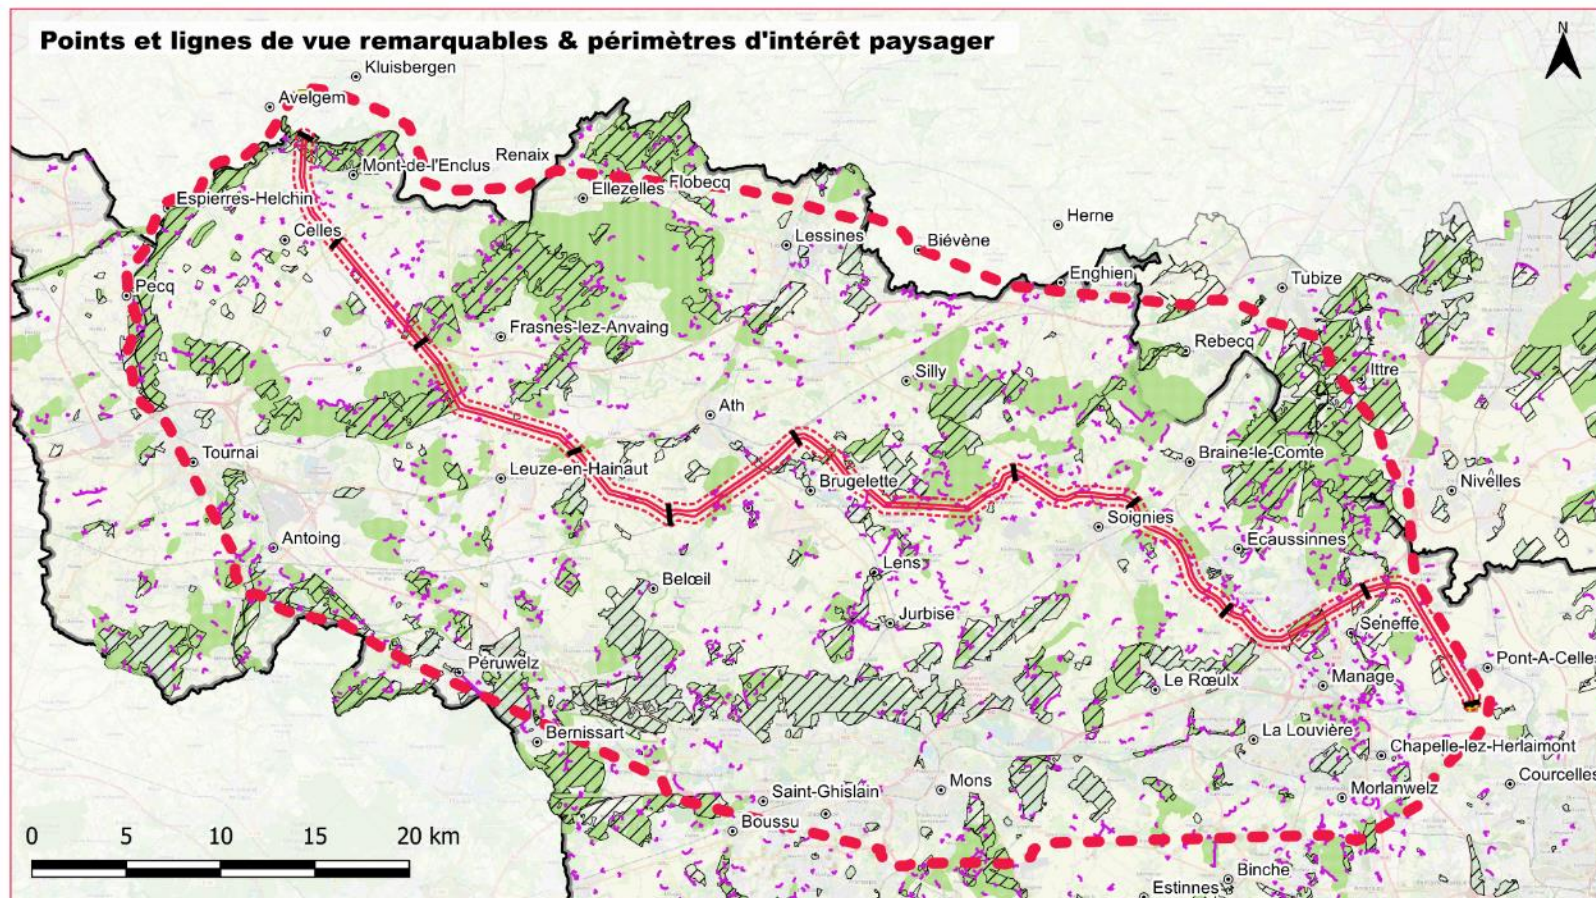 Points et lignes de vue remarquables & périmètres d'intérêt paysager
N
Kluisbergen
Avelgem
Renaix
Mont-de-l'Enclus
Ellezelles
Flobecq
Espierres-Helchin
Celles
Lessines
Biévène
Herne
Enghien
Tubize
Pecq
Frasnes-lez-Anvaing
Rebecq
Silly
Ittre
Ath
Tournai
Leuze-en-Hainaut
Brugelette
Braine-le-Comte
Nivelles
Soignies
Antoing
Ecaussinnes
Belœil
Lens
Jurbise
Seneffe
Péruwelz
Pont-A-Celles
Le Rœulx
Manage
Bernissart
La Louvière
Chapelle-lez-Herlaimont
Courcelles
Saint-Ghislain
Mons
Morlanwelz
Boussu
0 5 10 15 20 km
Binche
Estinnes